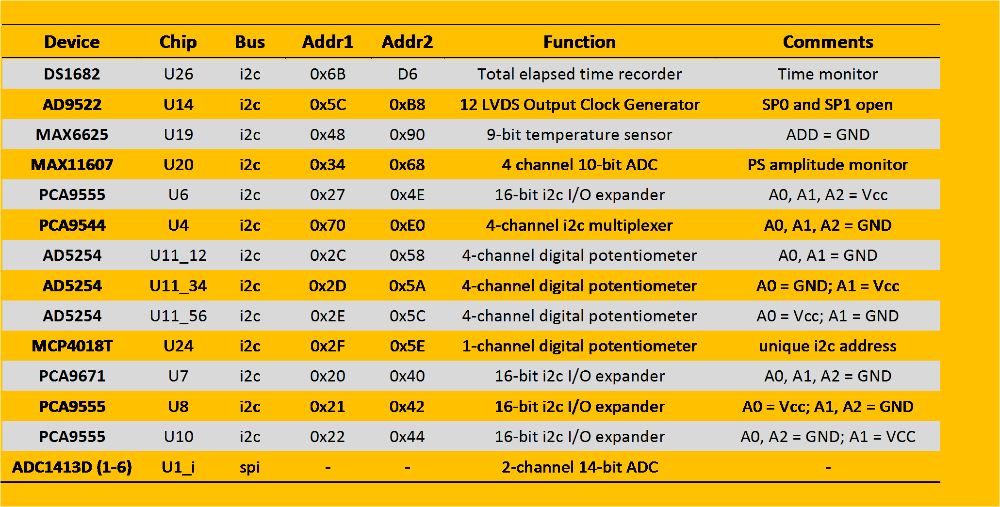 Device Chip Bus Addr1 Addr2 Function Comments
DS1682 U26 i2c 0x6B D6 Total elapsed time recorder Time monitor
AD9522 U14 i2c 0x5C 0xB8 12 LVDS Output Clock Generator SP0 and SP1 open
MAX6625 U19 i2c 0x48 0x90 9-bit temperature sensor ADD = GND
MAX11607 U20 i2c 0x34 0x68 4 channel 10-bit ADC PS amplitude monitor
PCA9555 U6 i2c 0x27 0x4E 16-bit i2c I/O expander A0, A1, A2 = Vcc
PCA9544 U4 i2c 0x70 0xE0 4-channel i2c multiplexer A0, A1, A2 = GND
AD5254 U11_12 i2c 0x2C 0x58 4-channel digital potentiometer A0, A1 = GND
AD5254 U11_34 i2c 0x2D 0x5A 4-channel digital potentiometer A0 = GND; A1 = Vcc
AD5254 U11_56 i2c 0x2E 0x5C 4-channel digital potentiometer A0 = Vcc; A1 = GND
MCP4018T U24 i2c 0x2F 0x5E 1-channel digital potentiometer unique i2c address
PCA9671 U7 i2c 0x20 0x40 16-bit i2c I/O expander A0, A1, A2 = GND
PCA9555 U8 i2c 0x21 0x42 16-bit i2c I/O expander A0 = Vcc; A1, A2 = GND
PCA9555 U10 i2c 0x22 0x44 16-bit i2c I/O expander A0, A2 = GND; A1 = VCC
ADC1413D (1-6) U1_i spi - - 2-channel 14-bit ADC -